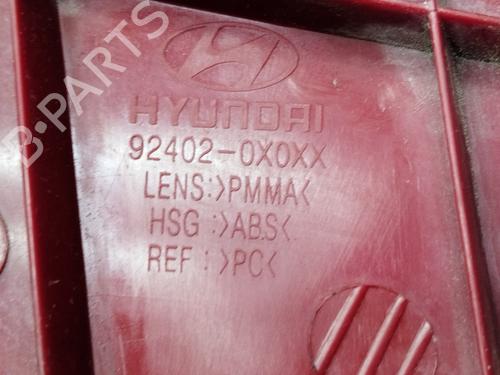 B-PARTS
HYUNDAI
92402-0X0XX
LENS:>PMMA<
HSG :>ABS<
REF :>PC<